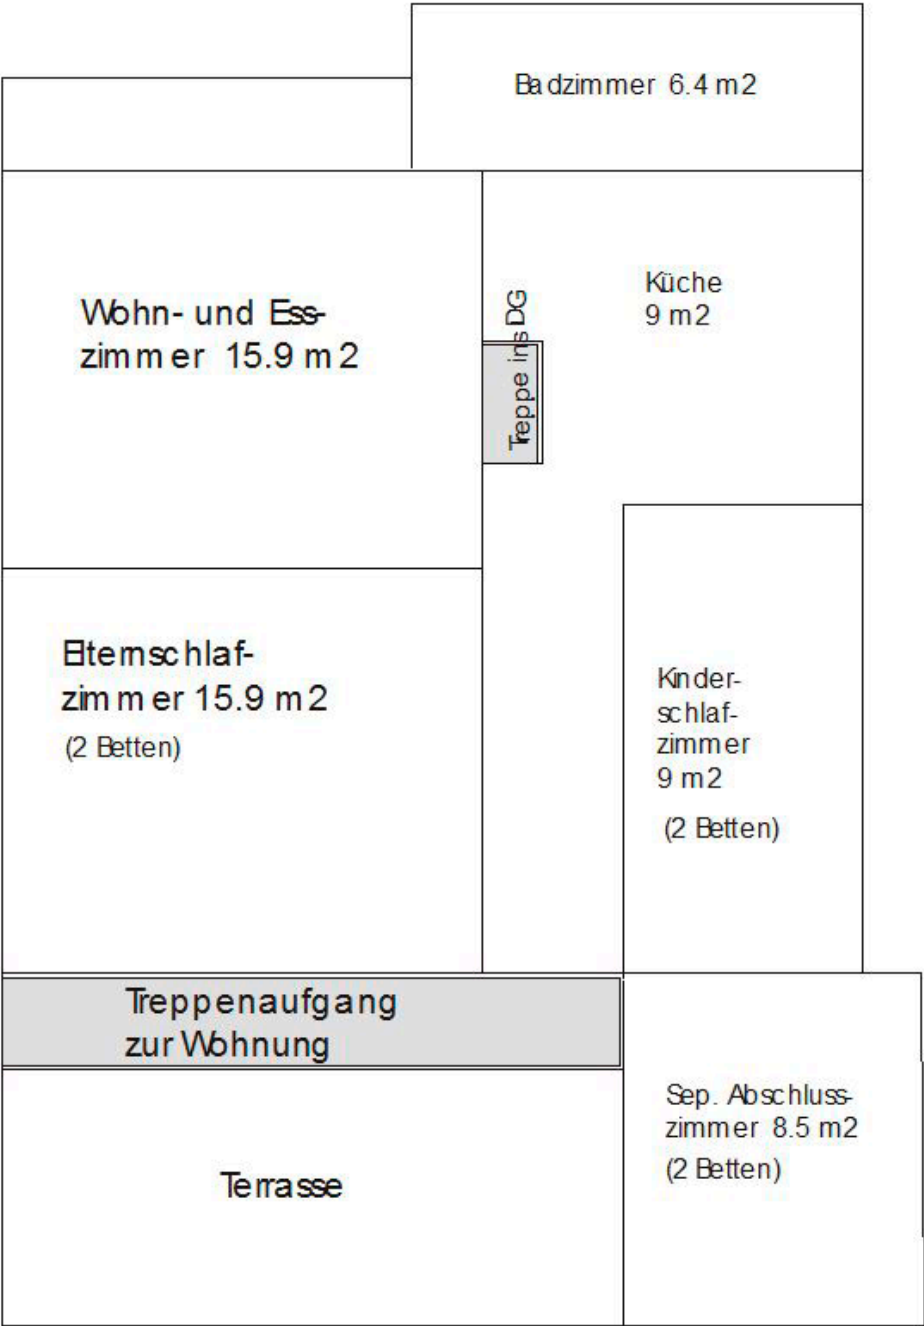 Badzimmer 6.4 m2
Wohn- und Ess-
zimmer 15.9 m2
Treppe ins DG
Küche
9 m2
Elternschlaf-
zimmer 15.9 m2
(2 Betten)
Kinder-
schlaf-
zimmer
9 m2
(2 Betten)
Treppenaufgang
zur Wohnung
Terrasse
Sep. Abschluss-
zimmer 8.5 m2
(2 Betten)